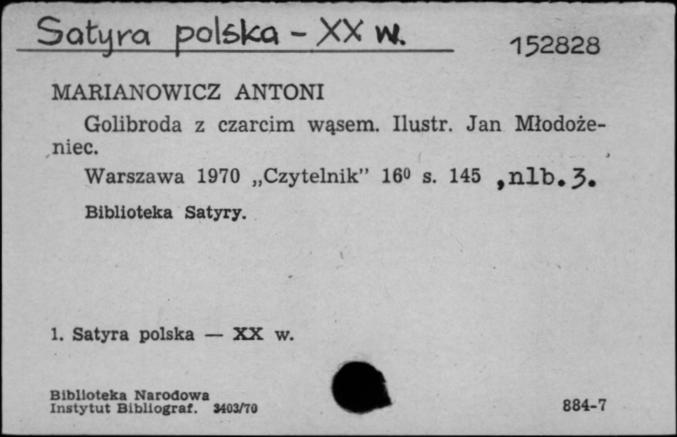 Satyra polska - XX w.
152828
MARIANOWICZ ANTONI
Golibroda z czarcim wąsem. Ilustr. Jan Młodoże-
niec.
Warszawa 1970 „Czytelnik” 16⁰ s. 145 ,nlb.3.
Biblioteka Satyry.
1. Satyra polska — XX w.
Biblioteka Narodowa
Instytut Bibliograf. 3403/70
884-7